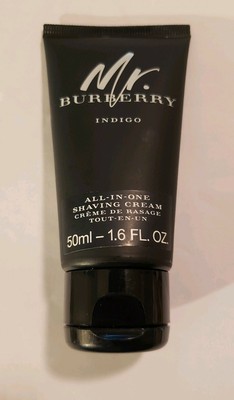 Mr.
BURBERRY
INDIGO
ALL-IN-ONE
SHAVING CREAM
CRÈME DE RASAGE
TOUT-EN-UN
50ml – 1.6 FL. OZ.